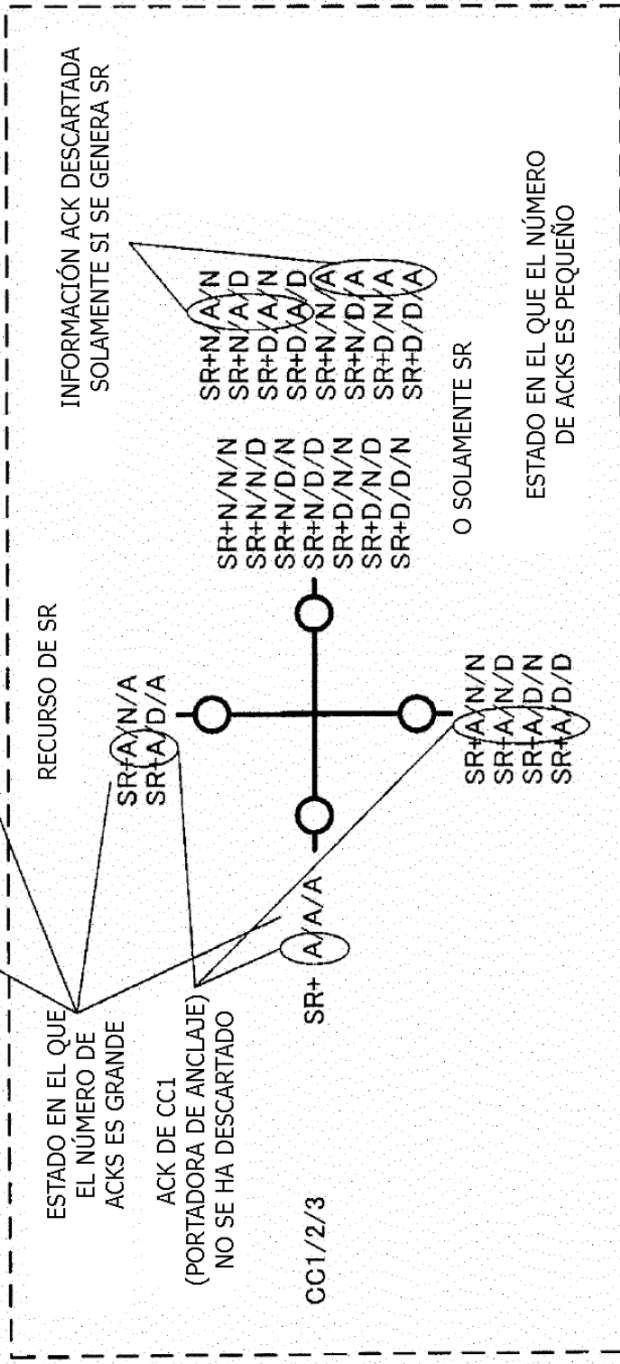 ESTADO EN EL QUE
EL NÚMERO DE
ACKS ES GRANDE
ACK DE CC1
(PORTADORA DE ANCLAJE)
NO SE HA DESCARTADO
CC1/2/3
SR+ A/A/A
RECURSO DE SR
SR+A/N/A
SR+A/D/A
SR+A/N/N
SR+A/N/D
SR+A/D/N
SR+A/D/D
SR+N/N/N
SR+N/N/D
SR+N/D/N
SR+N/D/D
SR+D/N/N
SR+D/N/D
SR+D/D/N
O SOLAMENTE SR
INFORMACIÓN ACK DESCARTADA
SOLAMENTE SI SE GENERA SR
SR+N/A/N
SR+N/A/D
SR+D/A/N
SR+D/A/D
SR+N/N/A
SR+N/D/A
SR+D/N/A
SR+D/D/A
ESTADO EN EL QUE EL NÚMERO
DE ACKS ES PEQUEÑO